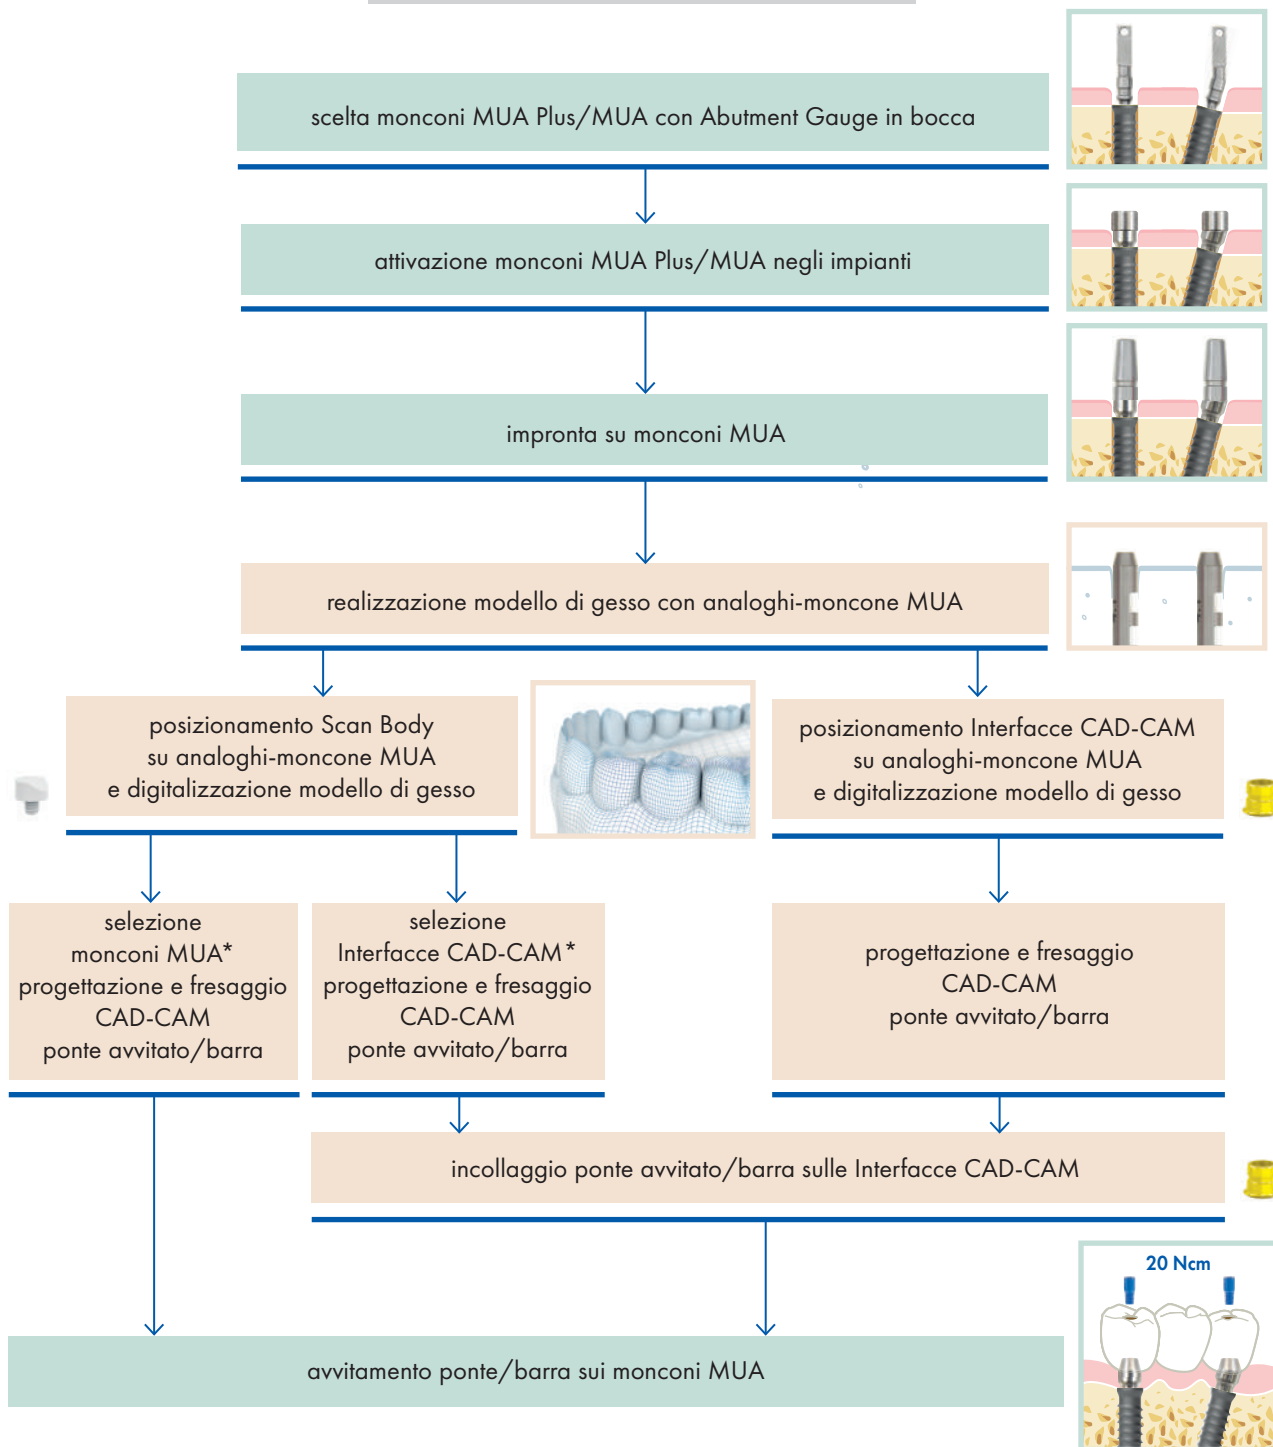 scelta monconi MUA Plus/MUA con Abutment Gauge in bocca
attivazione monconi MUA Plus/MUA negli impianti
impronta su monconi MUA
realizzazione modello di gesso con analoghi-moncone MUA
posizionamento Scan Body
su analoghi-moncone MUA
e digitalizzazione modello di gesso
posizionamento Interfacce CAD-CAM
su analoghi-moncone MUA
e digitalizzazione modello di gesso
selezione
monconi MUA*
progettazione e fresaggio
CAD-CAM
ponte avvitato/barra
selezione
Interfacce CAD-CAM*
progettazione e fresaggio
CAD-CAM
ponte avvitato/barra
progettazione e fresaggio
CAD-CAM
ponte avvitato/barra
incollaggio ponte avvitato/barra sulle Interfacce CAD-CAM
20 Ncm
avvitamento ponte/barra sui monconi MUA